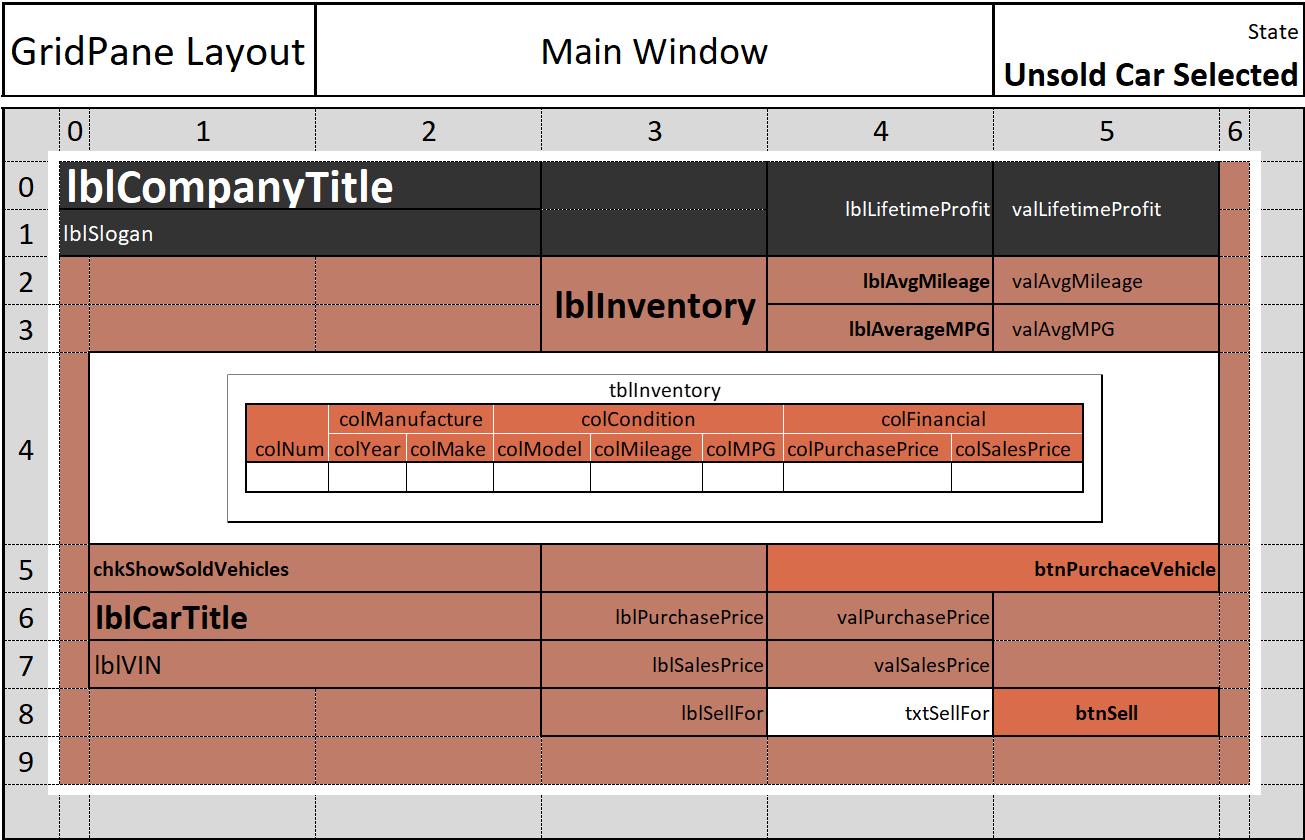 GridPane Layout
Main Window
State
Unsold Car Selected
0 1 2 3 4 5 6
0
lblCompanyTitle
lblLifetimeProfit valLifetimeProfit
1
lblSlogan
2
lblAvgMileage valAvgMileage
lblInventory
3
lblAverageMPG valAvgMPG
4
tblInventory
colManufacture colCondition colFinancial
colNum colYear colMake colModel colMileage colMPG colPurchasePrice colSalesPrice
5
chkShowSoldVehicles btnPurchaceVehicle
6
lblCarTitle lblPurchasePrice valPurchasePrice
7
lblVIN lblSalesPrice valSalesPrice
8
lblSellFor txtSellFor btnSell
9